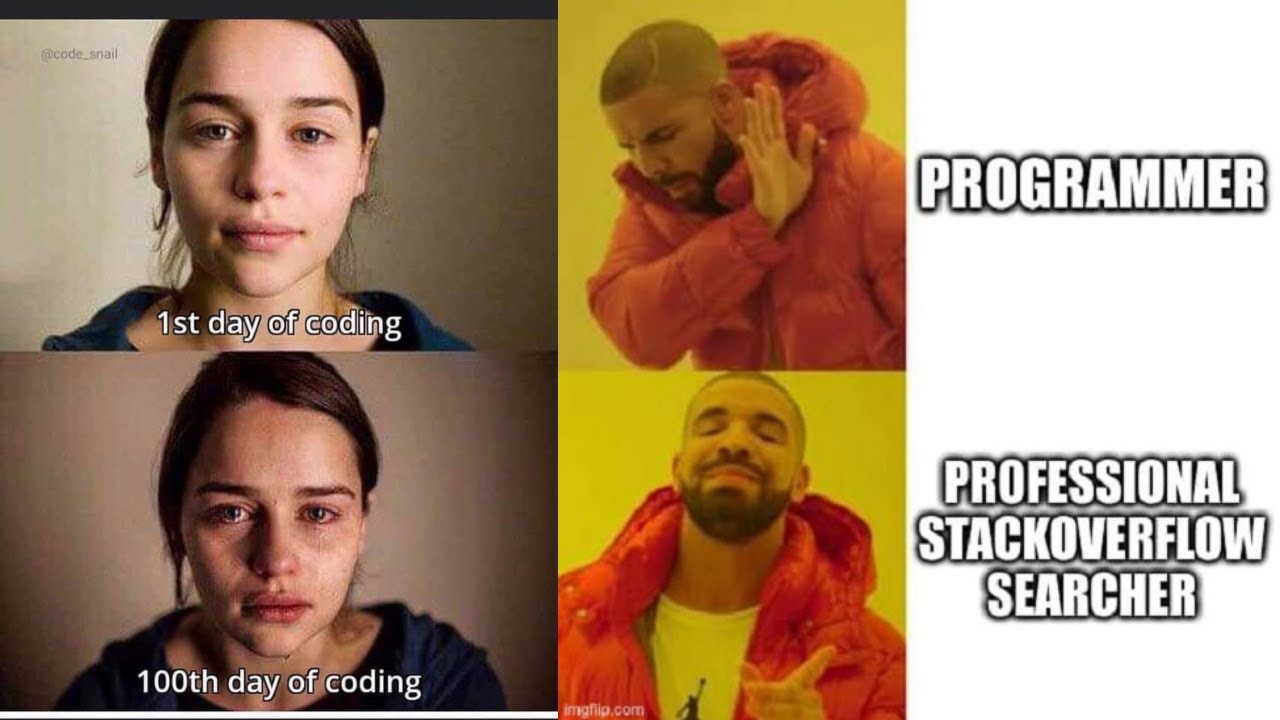 @code_snail
1st day of coding
100th day of coding
PROGRAMMER
PROFESSIONAL
STACKOVERFLOW
SEARCHER
imgflip.com